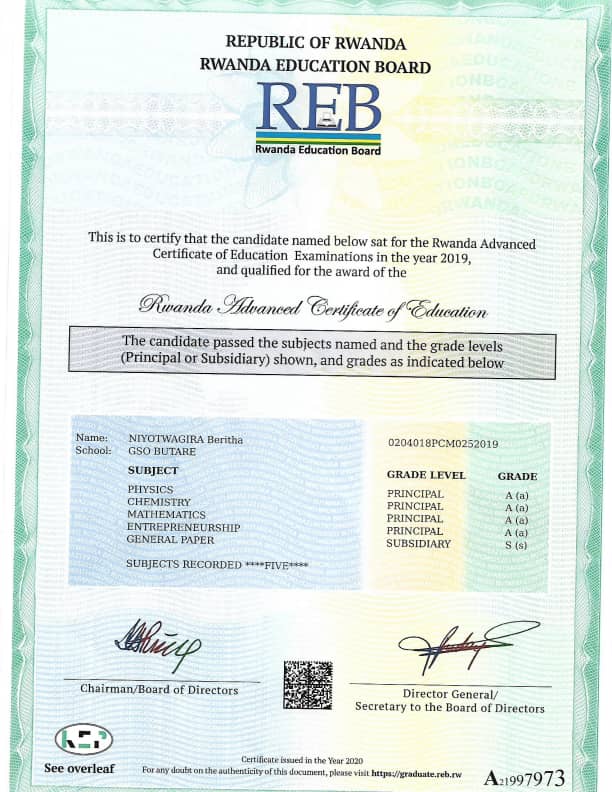 REPUBLIC OF RWANDA
RWANDA EDUCATION BOARD
REB
Rwanda Education Board
This is to certify that the candidate named below sat for the Rwanda Advanced
Certificate of Education Examinations in the year 2019,
and qualified for the award of the
Rwanda Advanced Certificate of Education
The candidate passed the subjects named and the grade levels
(Principal or Subsidiary) shown, and grades as indicated below
Name: NIYOTWAGIRA Beritha 0204018PCM0252019
School: GSO BUTARE
SUBJECT GRADE LEVEL GRADE
PHYSICS PRINCIPAL A (a)
CHEMISTRY PRINCIPAL A (a)
MATHEMATICS PRINCIPAL A (a)
ENTREPRENEURSHIP PRINCIPAL A (a)
GENERAL PAPER SUBSIDIARY S (s)
SUBJECTS RECORDED ****FIVE****
Chairman/Board of Directors
Director General/
Secretary to the Board of Directors
See overleaf
Certificate issued in the Year 2020
For any doubt on the authenticity of this document, please visit https://graduate.reb.rw
A21997973